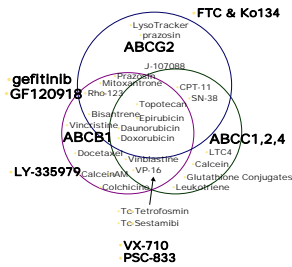 FTC & Ko134
LysoTracker
prazosin
ABCG2
J-107088
Prazosin
gefitinib
Mitoxantrone
CPT-11
GF120918
Rho-123
SN-38
Topotecan
Bisantrene
Epirubicin
Vincristine
Daunorubicin
ABCB1
Doxorubicin
ABCC1,2,4
Docetaxel
LTC4
Vinblastine
Calcein
LY-335979
CalceinAM
VP-16
Glutathione Conjugates
Colchicine
Leukotriene
Tc-Tetrofosmin
Tc-Sestamibi
VX-710
PSC-833